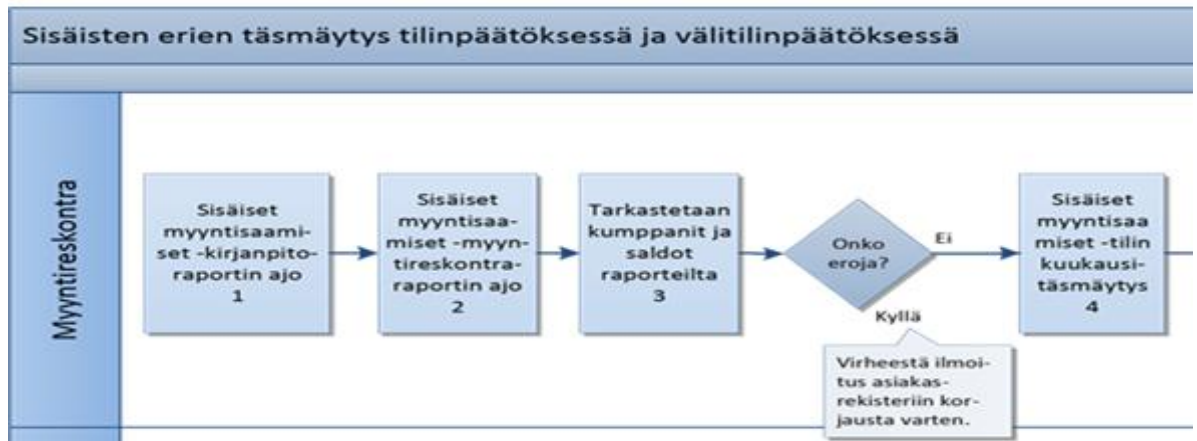 Sisäisten erien täsmäytys tilinpäätöksessä ja välitilinpäätöksessä
Myyntireskontra
Sisäiset
myyntisaami-
set -kirjanpito-
raportin ajo
1
Sisäiset
myyntisaa-
miset -myyn-
tireskontra-
raportin ajo
2
Tarkastetaan
kumppanit ja
saldot
raporteilta
3
Onko
eroja?
Ei
Kyllä
Virheestä ilmoi-
tus asiakas-
rekisteriin kor-
jausta varten.
Sisäiset
myyntisaa
miset -tilin
kuukausi-
täsmäytys
4